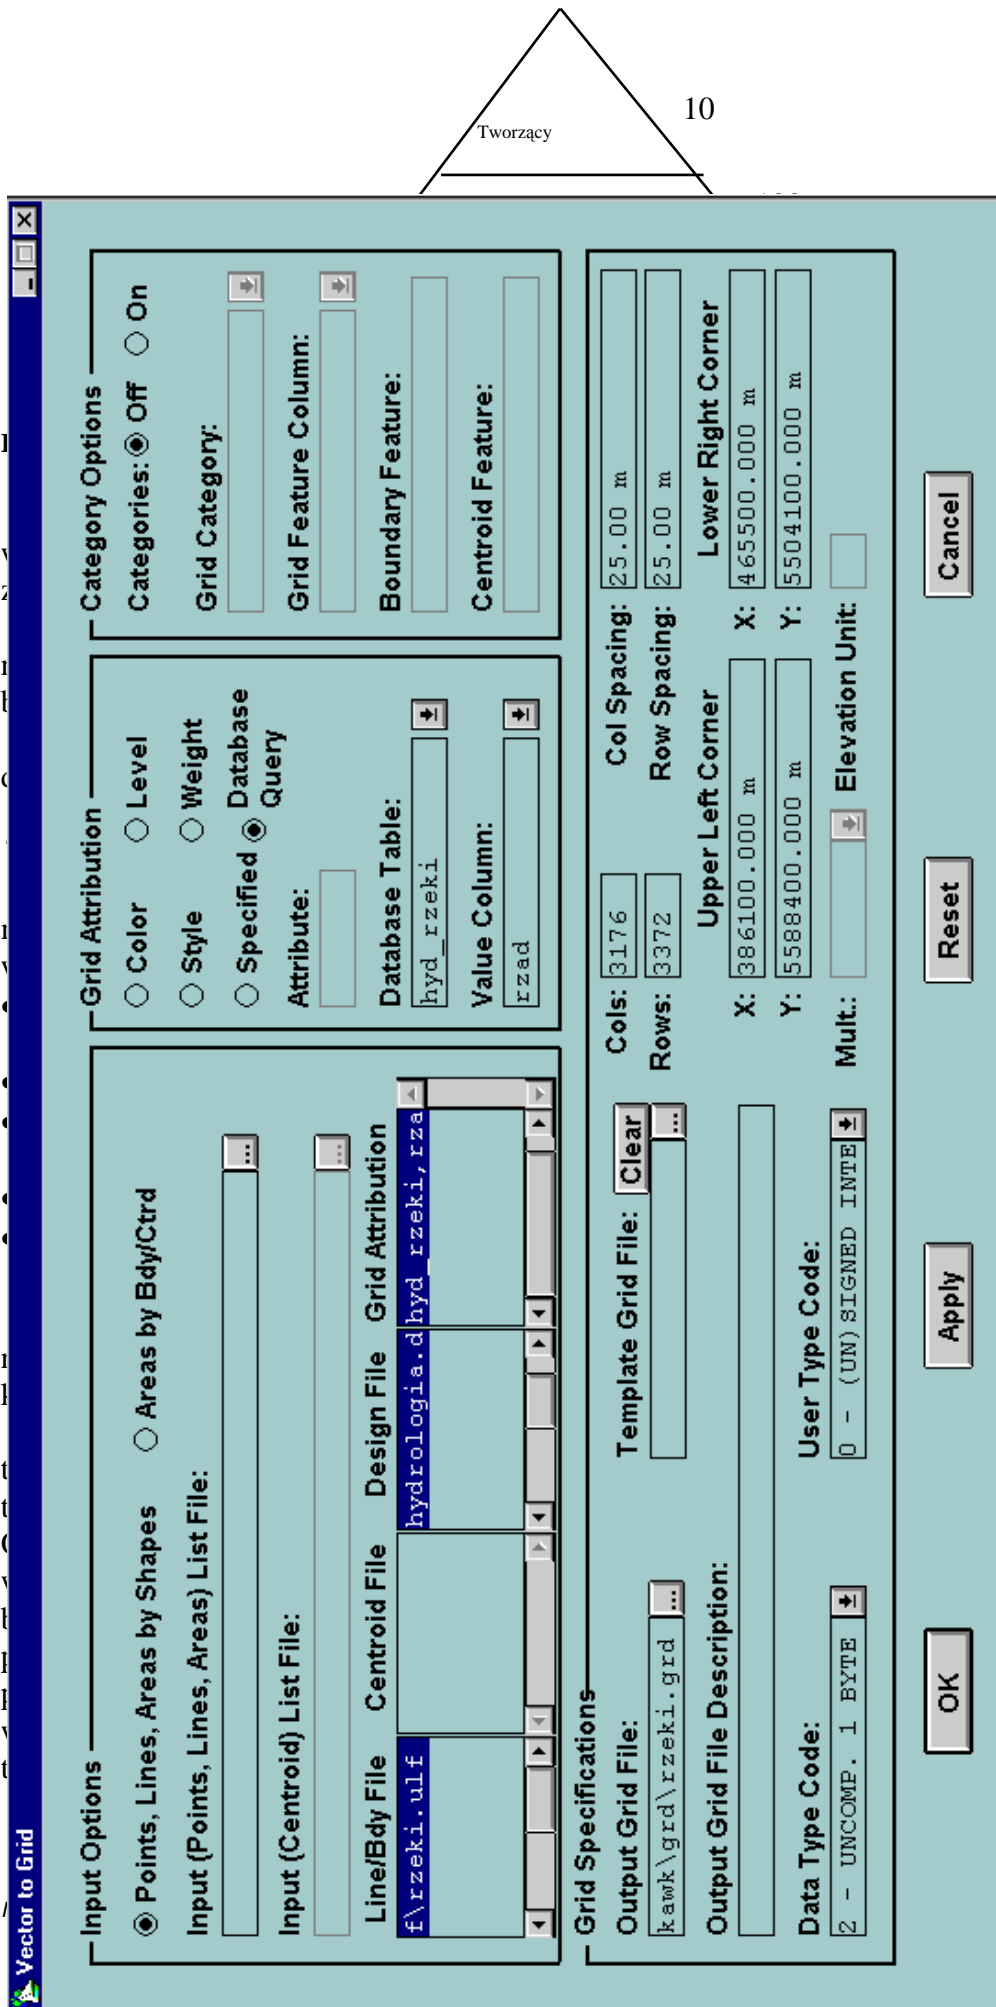 10
Tworzący
Vector to Grid
Input Options
Points, Lines, Areas by Shapes
Areas by Bdy/Ctrd
Input (Points, Lines, Areas) List File:
...
Input (Centroid) List File:
...
Line/Bdy File
Centroid File
Design File
Grid Attribution
f\rzeki.ulf
hydrologia.d
hyd_rzeki,rza
Grid Attribution
Color
Level
Style
Weight
Specified
Database Query
Attribute:
Database Table:
hyd_rzeki
Value Column:
rzad
Category Options
Categories:
Off
On
Grid Category:
Grid Feature Column:
Boundary Feature:
Centroid Feature:
Grid Specifications
Output Grid File:
kawk\grd\rzeki.grd
...
Template Grid File:
Clear
...
Output Grid File Description:
Data Type Code:
2 - UNCOMP. 1 BYTE
User Type Code:
0 - (UN)SIGNED INTE
Cols: 3176
Col Spacing: 25.00 m
Rows: 3372
Row Spacing: 25.00 m
Upper Left Corner
X: 386100.000 m
Y: 5588400.000 m
Lower Right Corner
X: 465500.000 m
Y: 5504100.000 m
Mult.:
Elevation Unit:
OK
Apply
Reset
Cancel